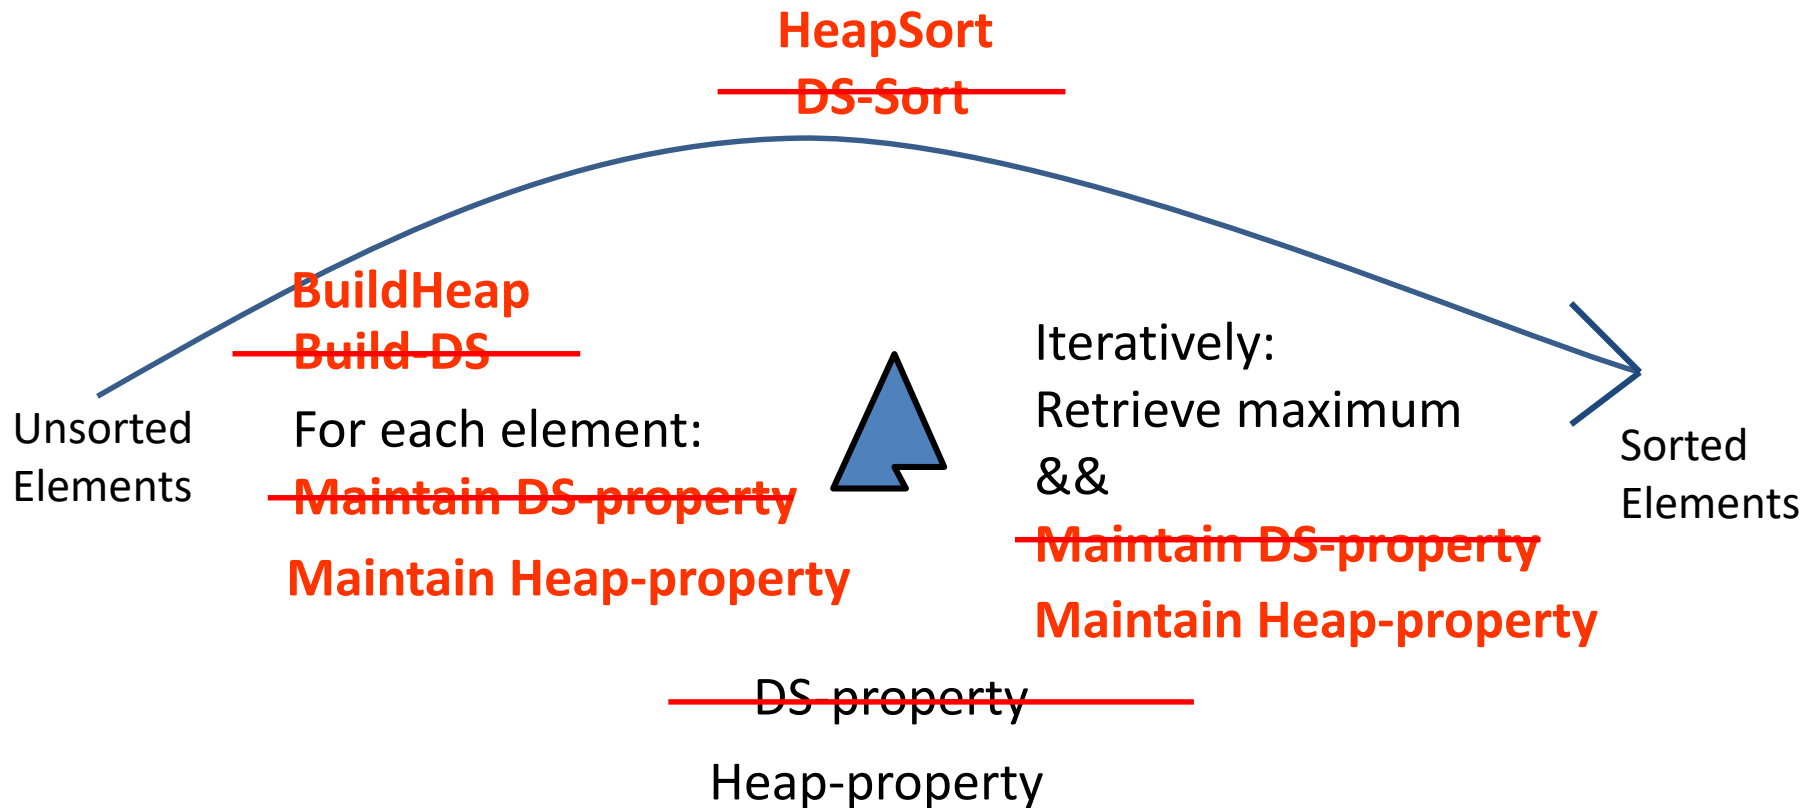 HeapSort
DS-Sort
BuildHeap
Build-DS
For each element:
Maintain DS-property
Maintain Heap-property
Unsorted
Elements
Iteratively:
Retrieve maximum
&&
Maintain DS-property
Maintain Heap-property
Sorted
Elements
DS-property
Heap-property